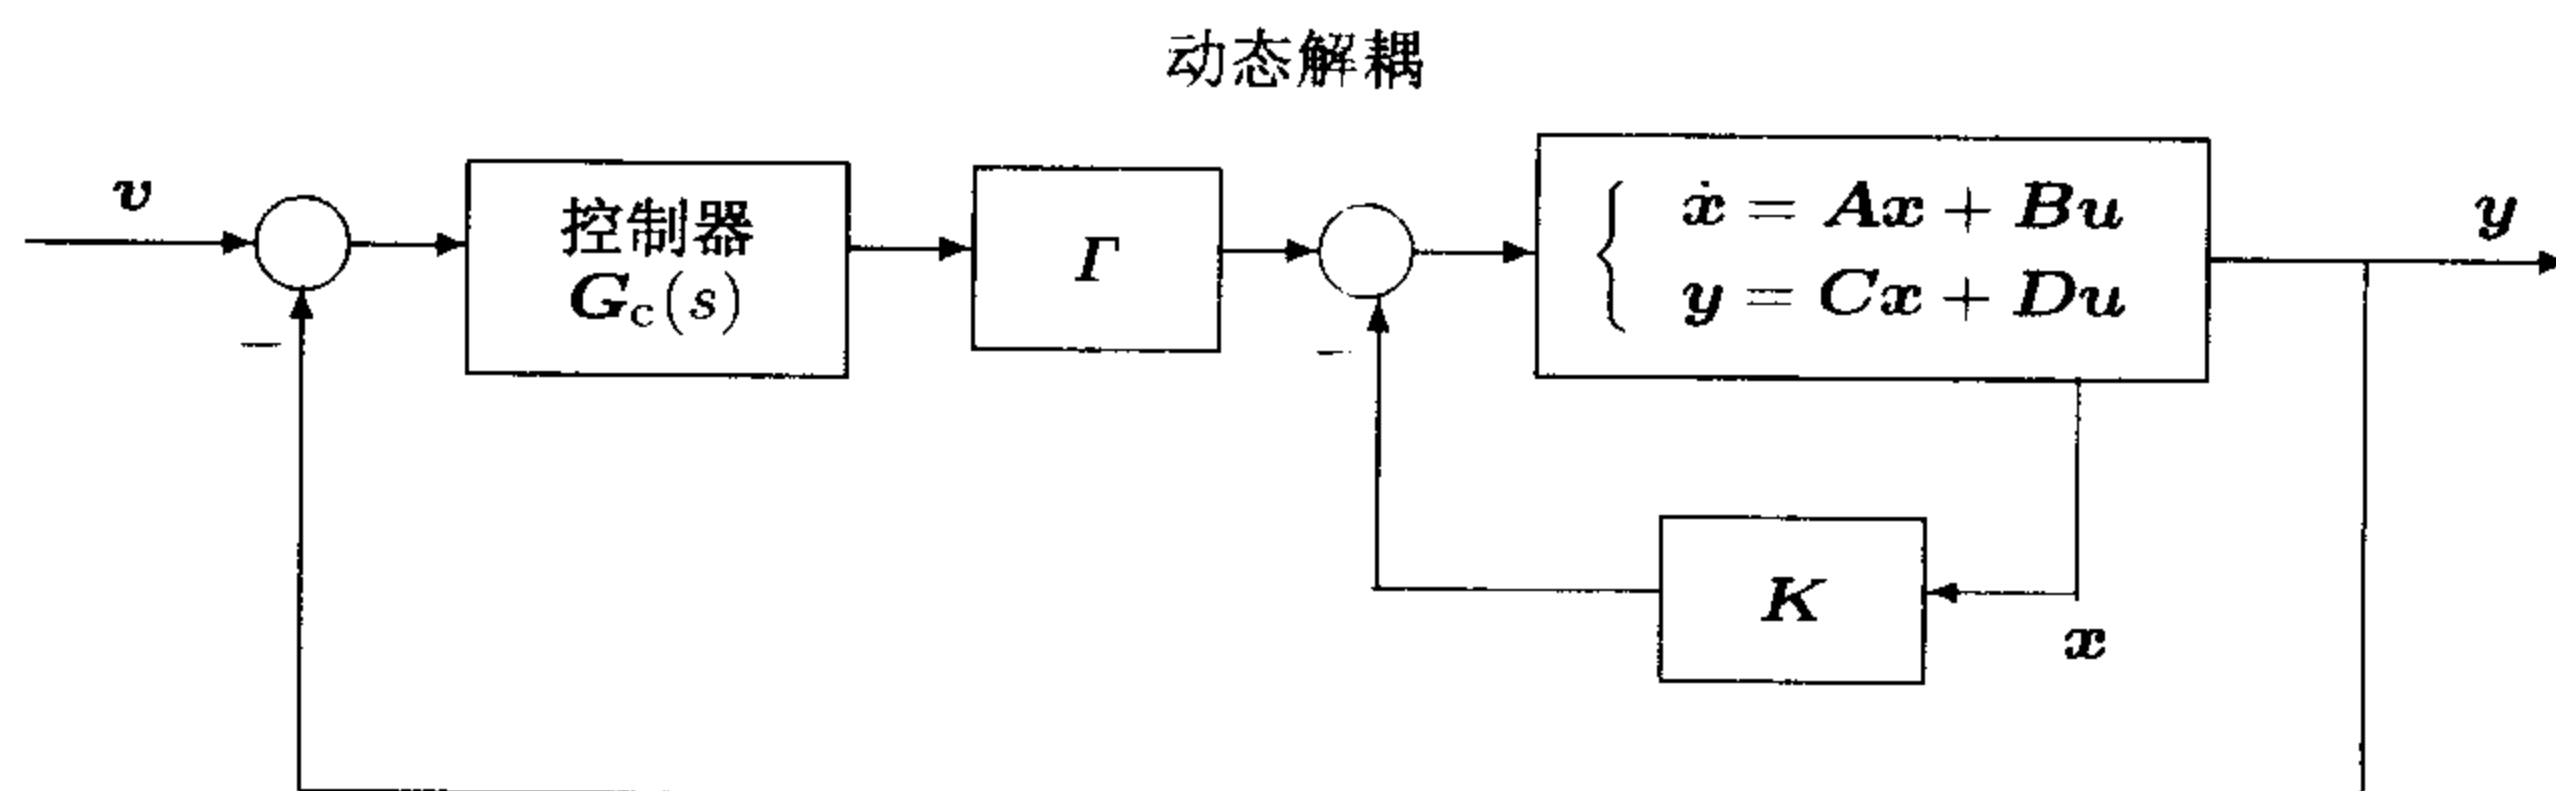 动态解耦
v
控制器
G_c(s)
Γ
ẋ = Ax + Bu
y = Cx + Du
y
−
−
K
x